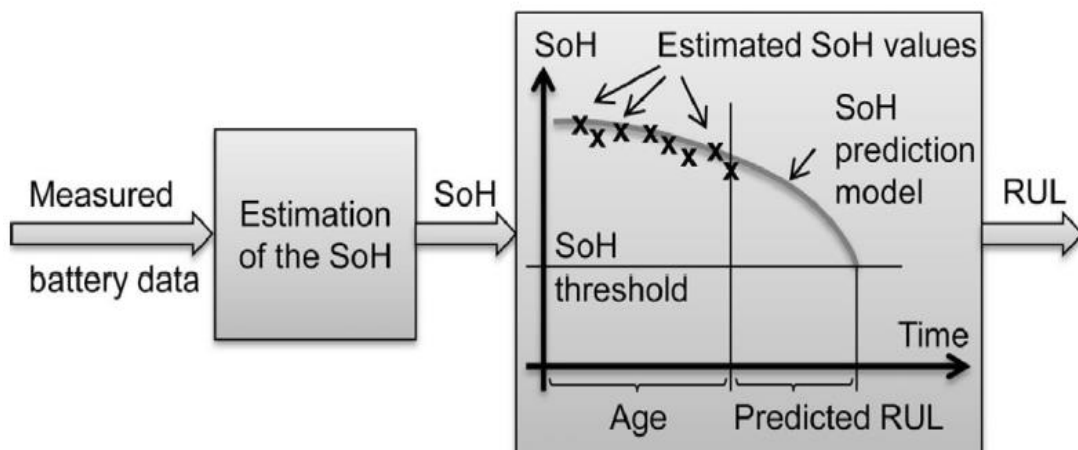 Measured
battery data
Estimation
of the SoH
SoH
SoH
Estimated SoH values
x x x x x x x x
SoH
prediction
model
SoH
threshold
Time
Age
Predicted RUL
RUL